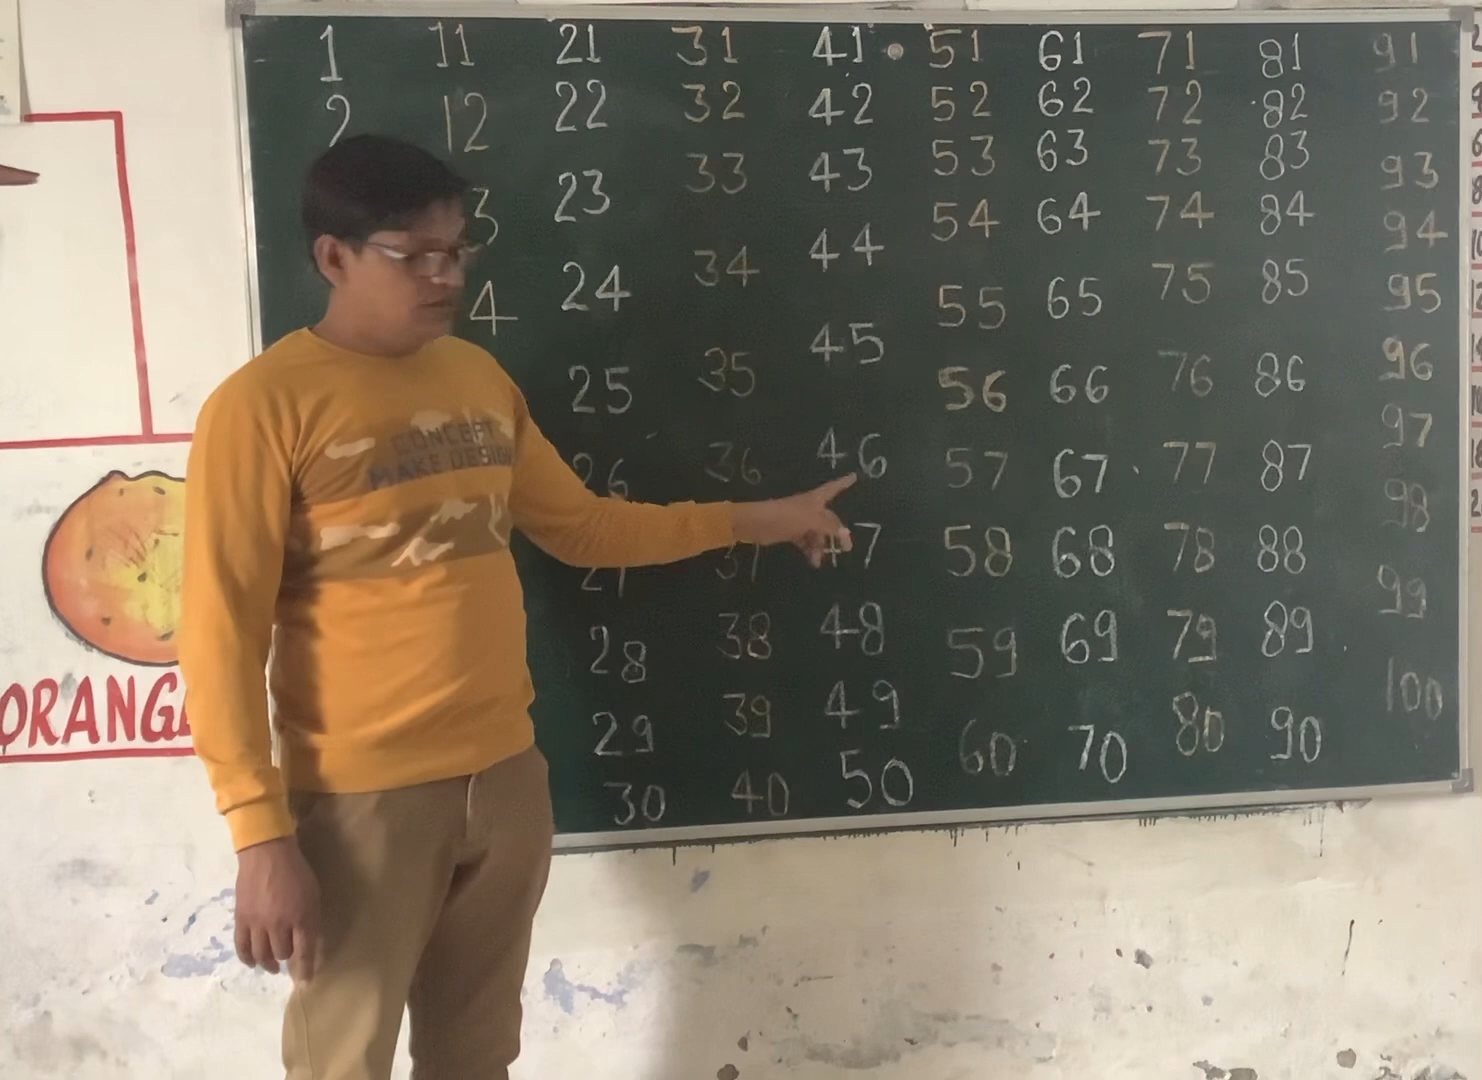 1 11 21 31 41 51 61 71 81 91
2 12 22 32 42 52 62 72 82 92
3 23 33 43 53 63 73 83 93
4 24 34 44 54 64 74 84 94
25 35 45 55 65 75 85 95
26 36 46 56 66 76 86 96
27 37 47 57 67 77 87 97
28 38 48 58 68 78 88 98
29 39 49 59 69 79 89 99
30 40 50 60 70 80 90 100
CONCEPT
MAKE DESIGN
ORANG